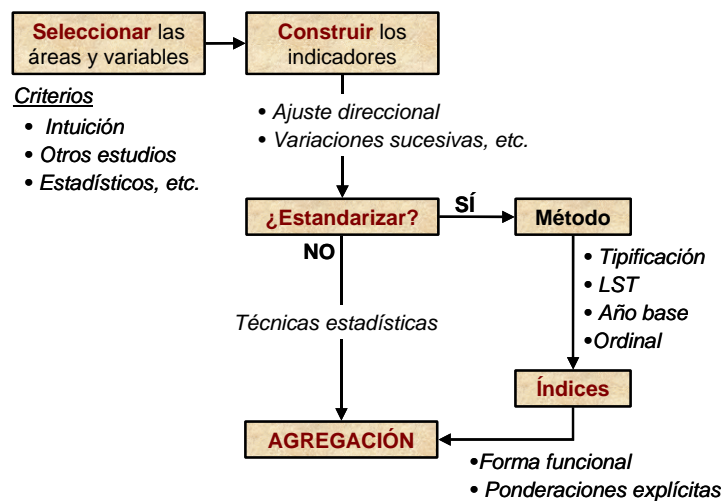 Seleccionar las
áreas y variables
Construir los
indicadores
Criterios
• Intuición
• Otros estudios
• Estadísticos, etc.
• Ajuste direccional
• Variaciones sucesivas, etc.
¿Estandarizar?
SÍ
Método
NO
• Tipificación
• LST
• Año base
•Ordinal
Técnicas estadísticas
Índices
AGREGACIÓN
•Forma funcional
• Ponderaciones explícitas